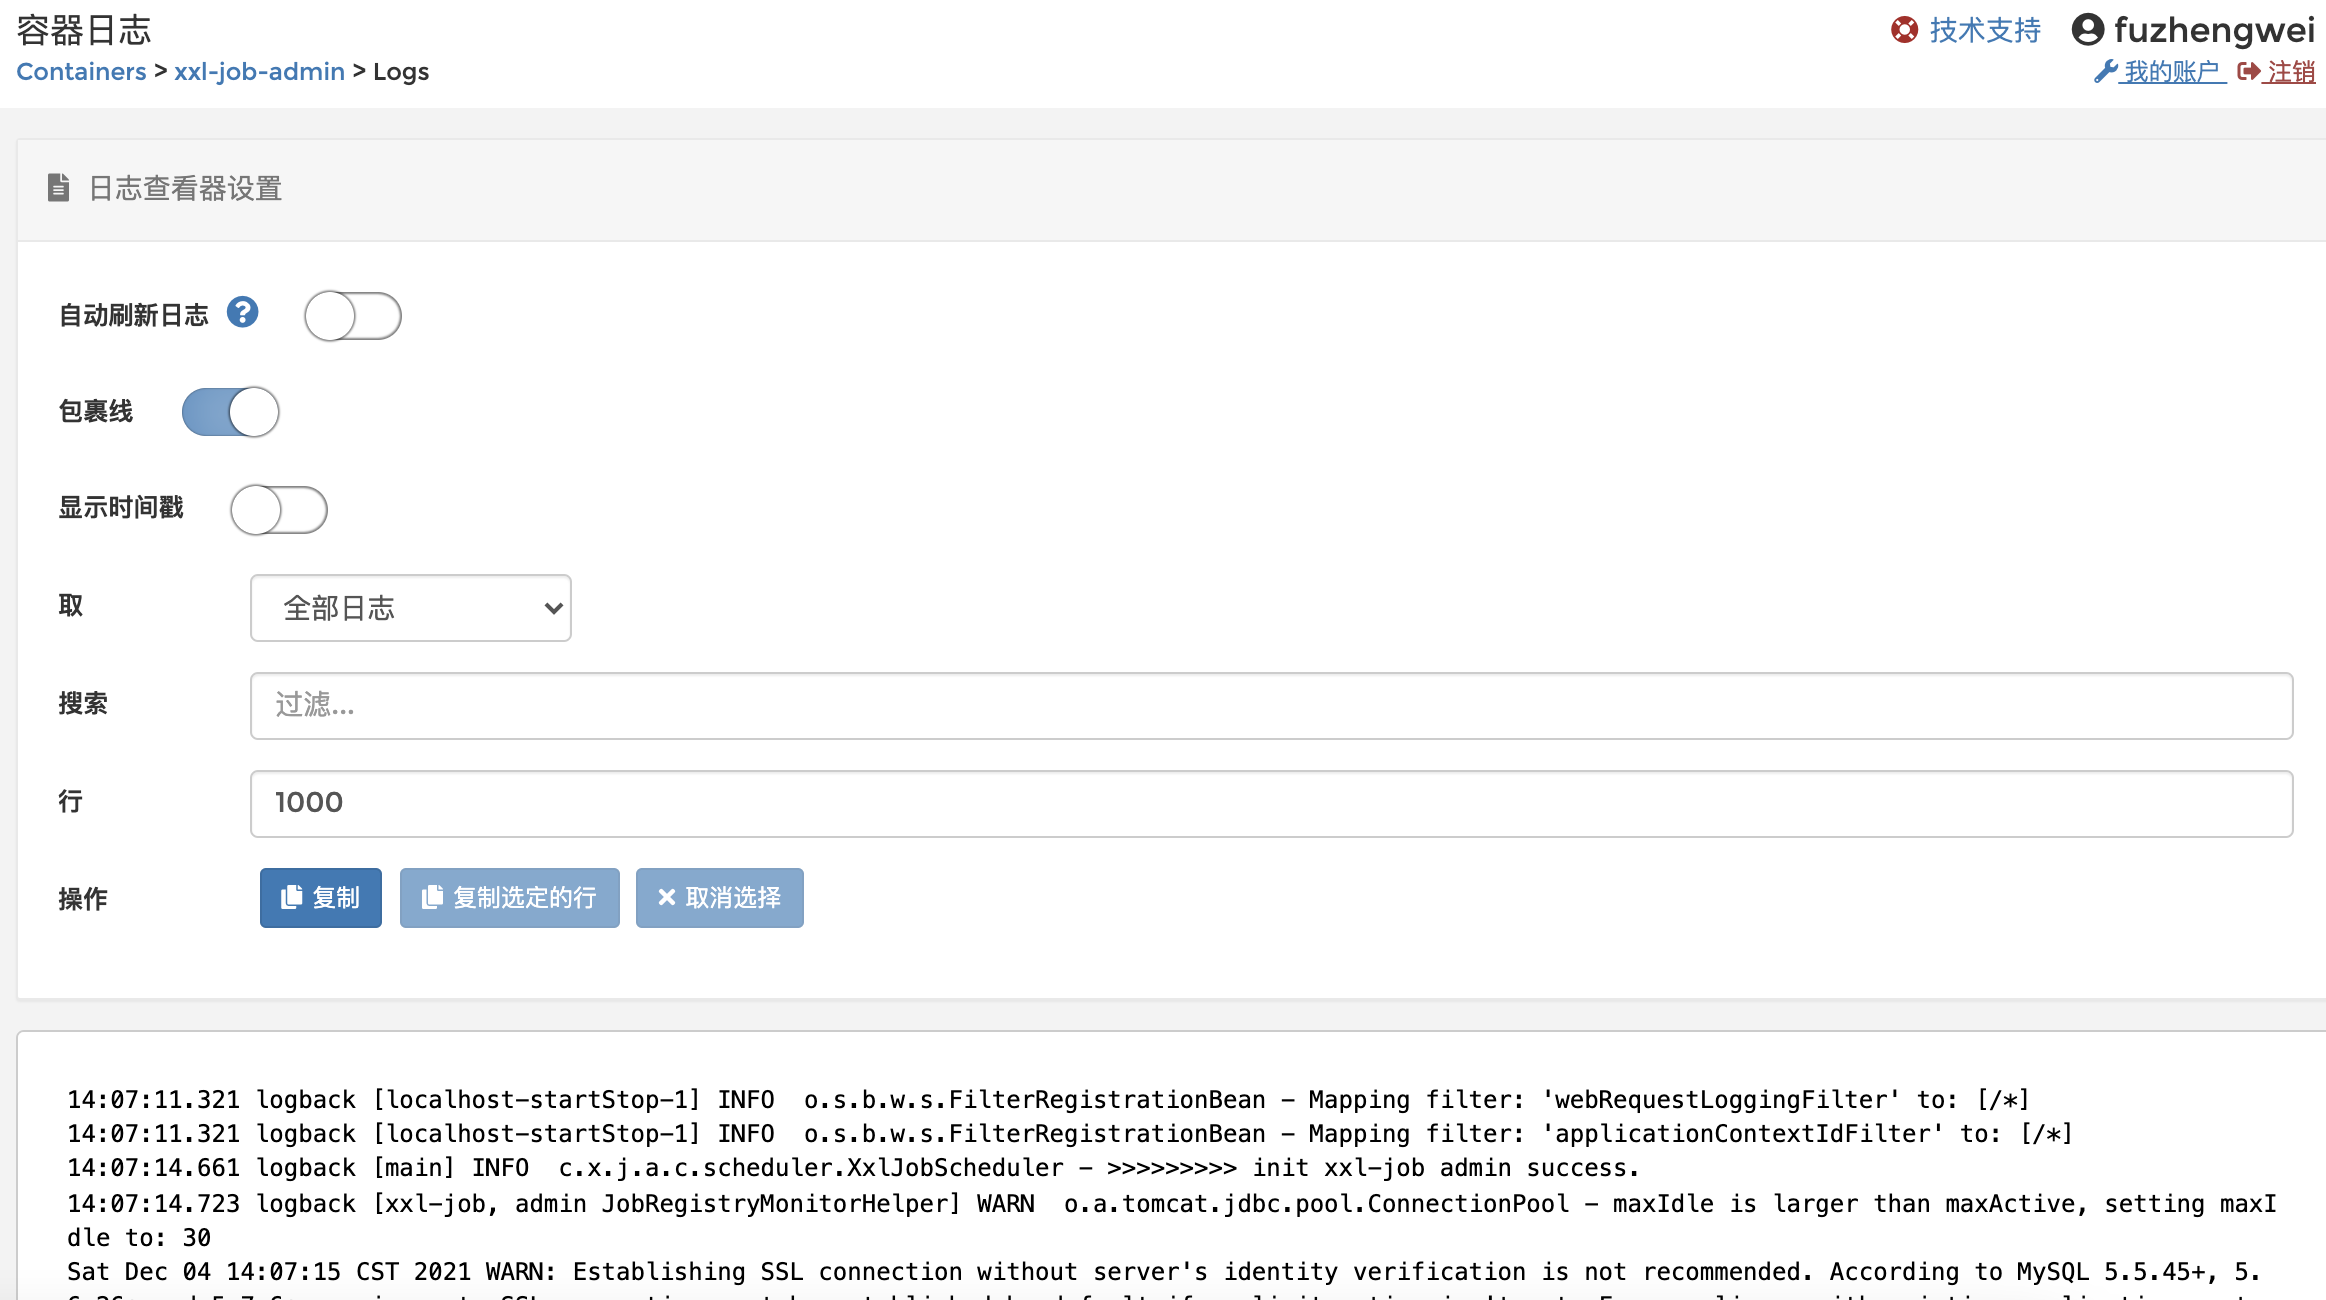 容器日志
技术支持 fuzhengwei
Containers > xxl-job-admin > Logs
我的账户 注销
日志查看器设置
自动刷新日志 ?
包裹线
显示时间戳
取 全部日志
搜索 过滤...
行 1000
操作 复制 复制选定的行 取消选择
14:07:11.321 logback [localhost-startStop-1] INFO  o.s.b.w.s.FilterRegistrationBean - Mapping filter: 'webRequestLoggingFilter' to: [/*]
14:07:11.321 logback [localhost-startStop-1] INFO  o.s.b.w.s.FilterRegistrationBean - Mapping filter: 'applicationContextIdFilter' to: [/*]
14:07:14.661 logback [main] INFO  c.x.j.a.c.scheduler.XxlJobScheduler - >>>>>>>>> init xxl-job admin success.
14:07:14.723 logback [xxl-job, admin JobRegistryMonitorHelper] WARN  o.a.tomcat.jdbc.pool.ConnectionPool - maxIdle is larger than maxActive, setting maxI
dle to: 30
Sat Dec 04 14:07:15 CST 2021 WARN: Establishing SSL connection without server's identity verification is not recommended. According to MySQL 5.5.45+, 5.